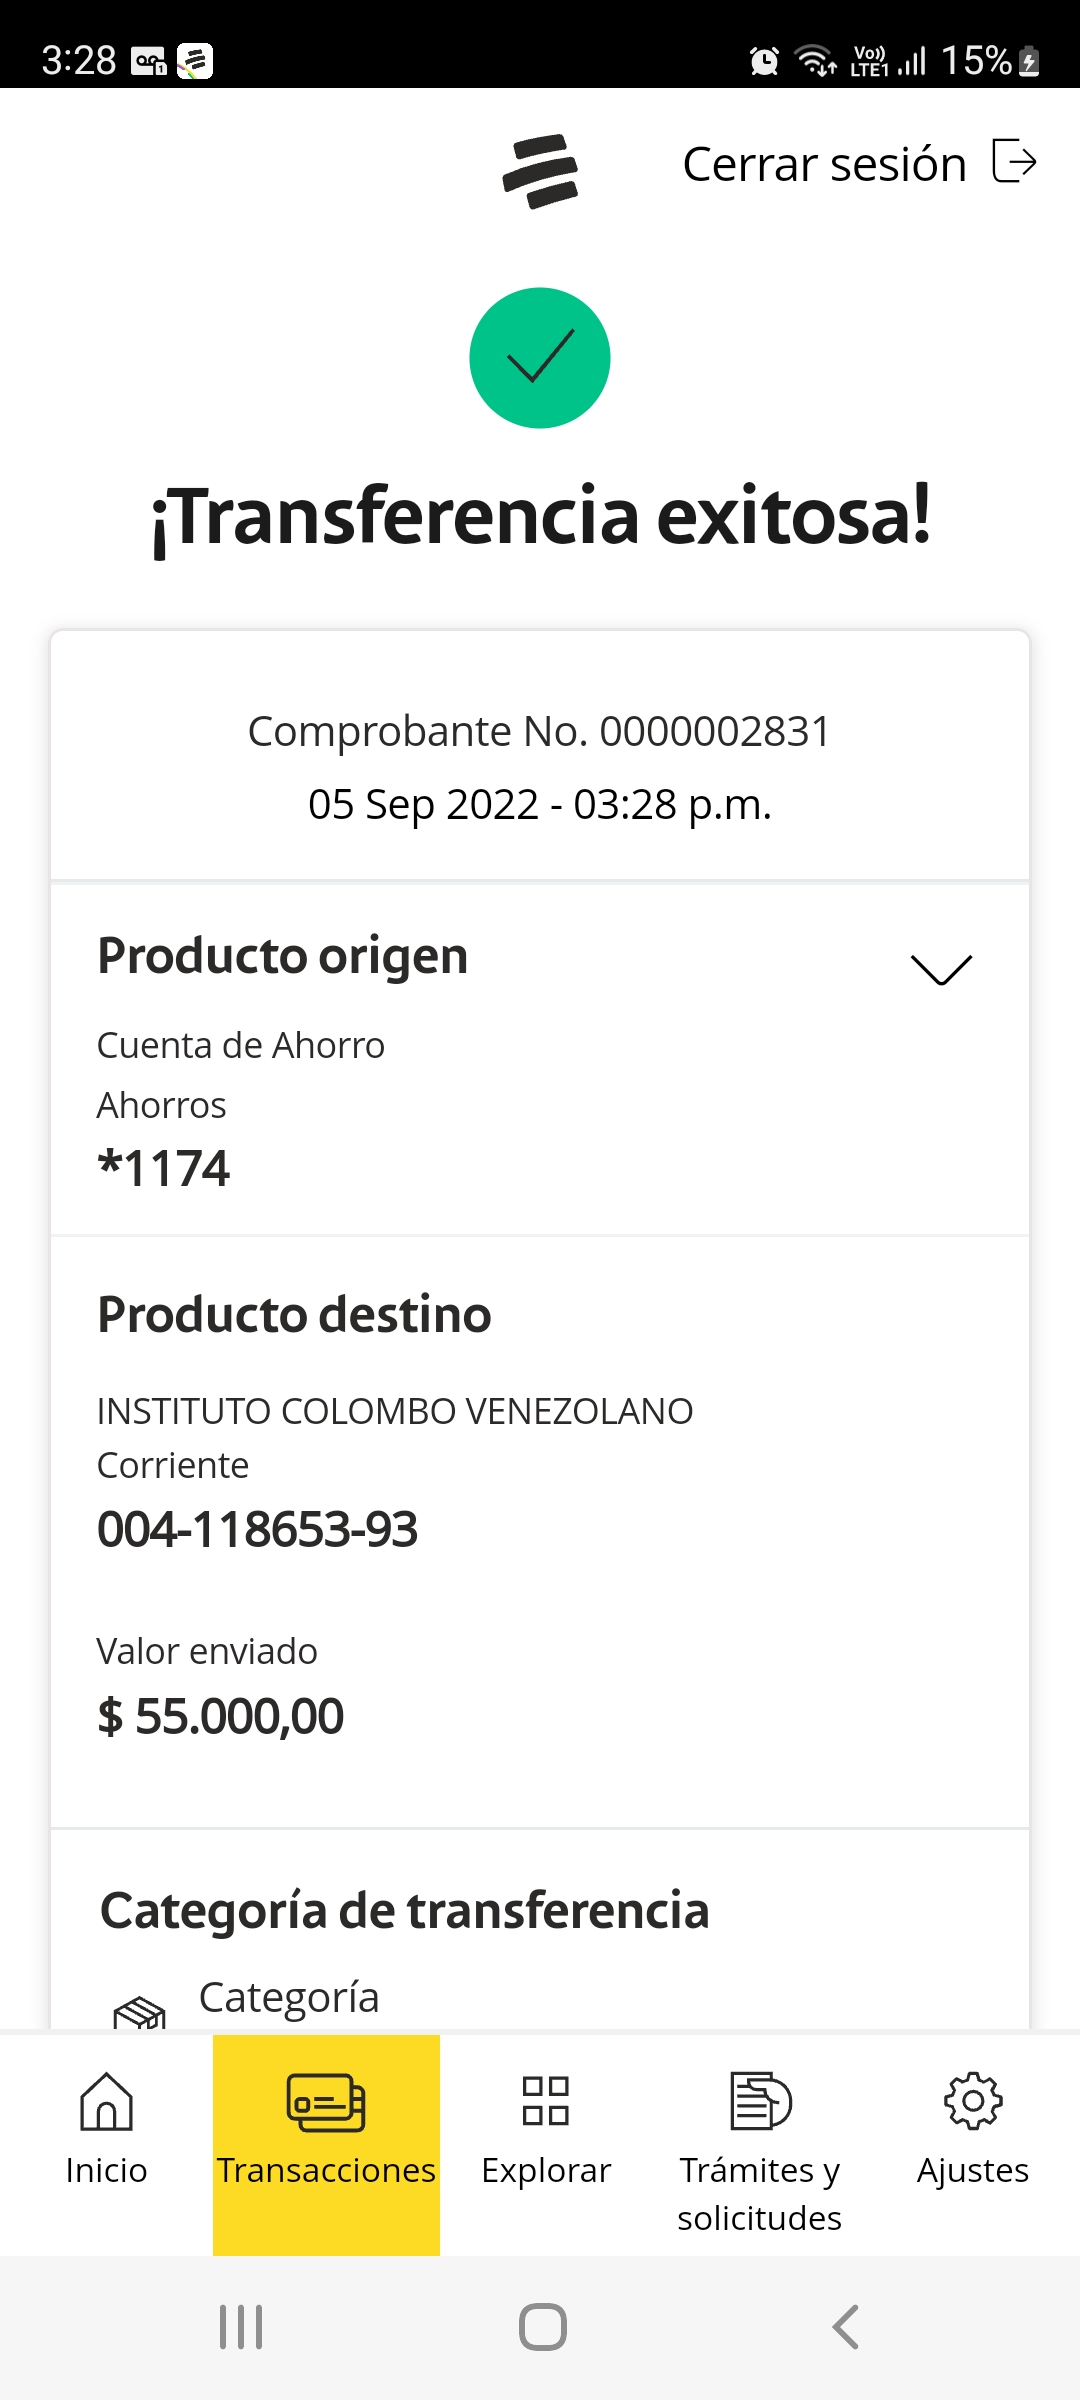 3:28
Vo)) LTE1 15%
Cerrar sesión
¡Transferencia exitosa!
Comprobante No. 0000002831
05 Sep 2022 - 03:28 p.m.
Producto origen
Cuenta de Ahorro
Ahorros
*1174
Producto destino
INSTITUTO COLOMBO VENEZOLANO
Corriente
004-118653-93
Valor enviado
$ 55.000,00
Categoría de transferencia
Categoría
Inicio
Transacciones
Explorar
Trámites y
solicitudes
Ajustes